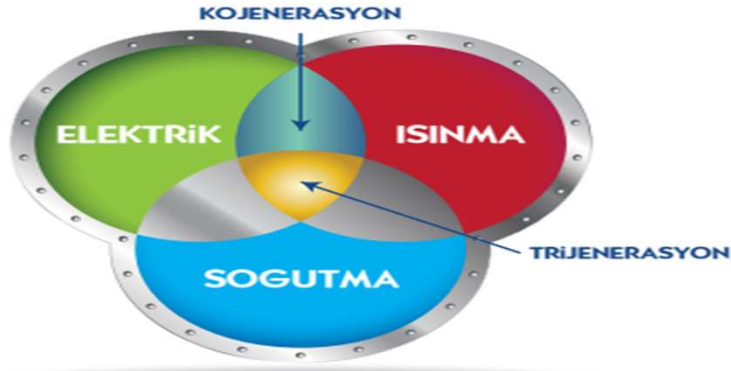 KOJENERASYON
ELEKTRiK
ISINMA
TRiJENERASYON
SOGUTMA